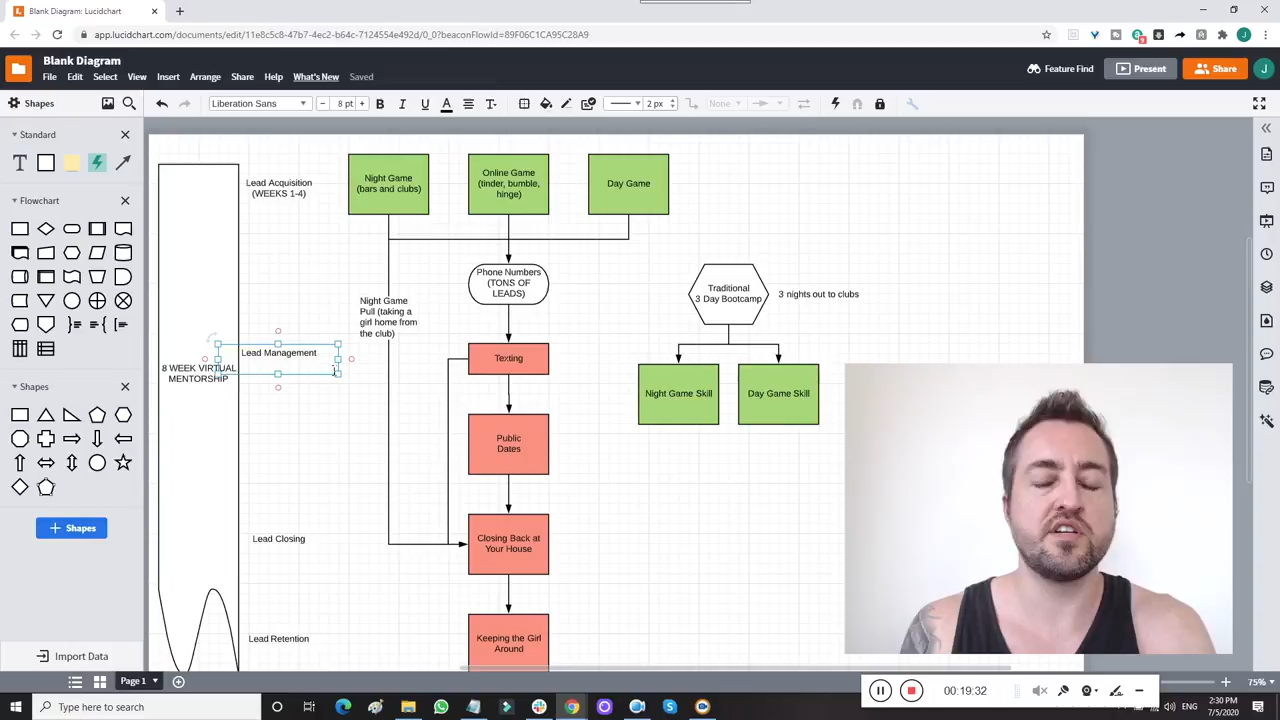 Blank Diagram: Lucidchart
app.lucidchart.com/documents/edit/11e8c5c8-47b7-4ec2-b64c-7124554e492d/0_0?beaconFlowId=89F06C1CA95C28A9
J
Blank Diagram
File Edit Select View Insert Arrange Share Help What's New Saved
Feature Find
Present
Share
J
Shapes
Liberation Sans
8 pt
B I U A T
2 px
None
Standard
T
Flowchart
Shapes
+ Shapes
Import Data
Lead Acquisition
(WEEKS 1-4)
Night Game
(bars and clubs)
Online Game
(tinder, bumble,
hinge)
Day Game
Phone Numbers
(TONS OF
LEADS)
Night Game
Pull (taking a
girl home from
the club)
Traditional
3 Day Bootcamp
3 nights out to clubs
Lead Management
8 WEEK VIRTUAL
MENTORSHIP
Texting
Night Game Skill
Day Game Skill
Public
Dates
Lead Closing
Closing Back at
Your House
Lead Retention
Keeping the Girl
Around
Page 1
75%
00:19:32
Type here to search
ENG
2:30 PM
7/5/2020